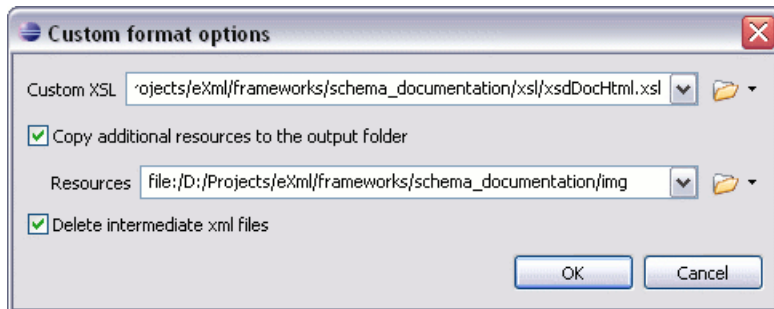 Custom format options
Custom XSL rojects/eXml/frameworks/schema_documentation/xsl/xsdDocHtml.xsl
Copy additional resources to the output folder
Resources file:/D:/Projects/eXml/frameworks/schema_documentation/img
Delete intermediate xml files
OK Cancel